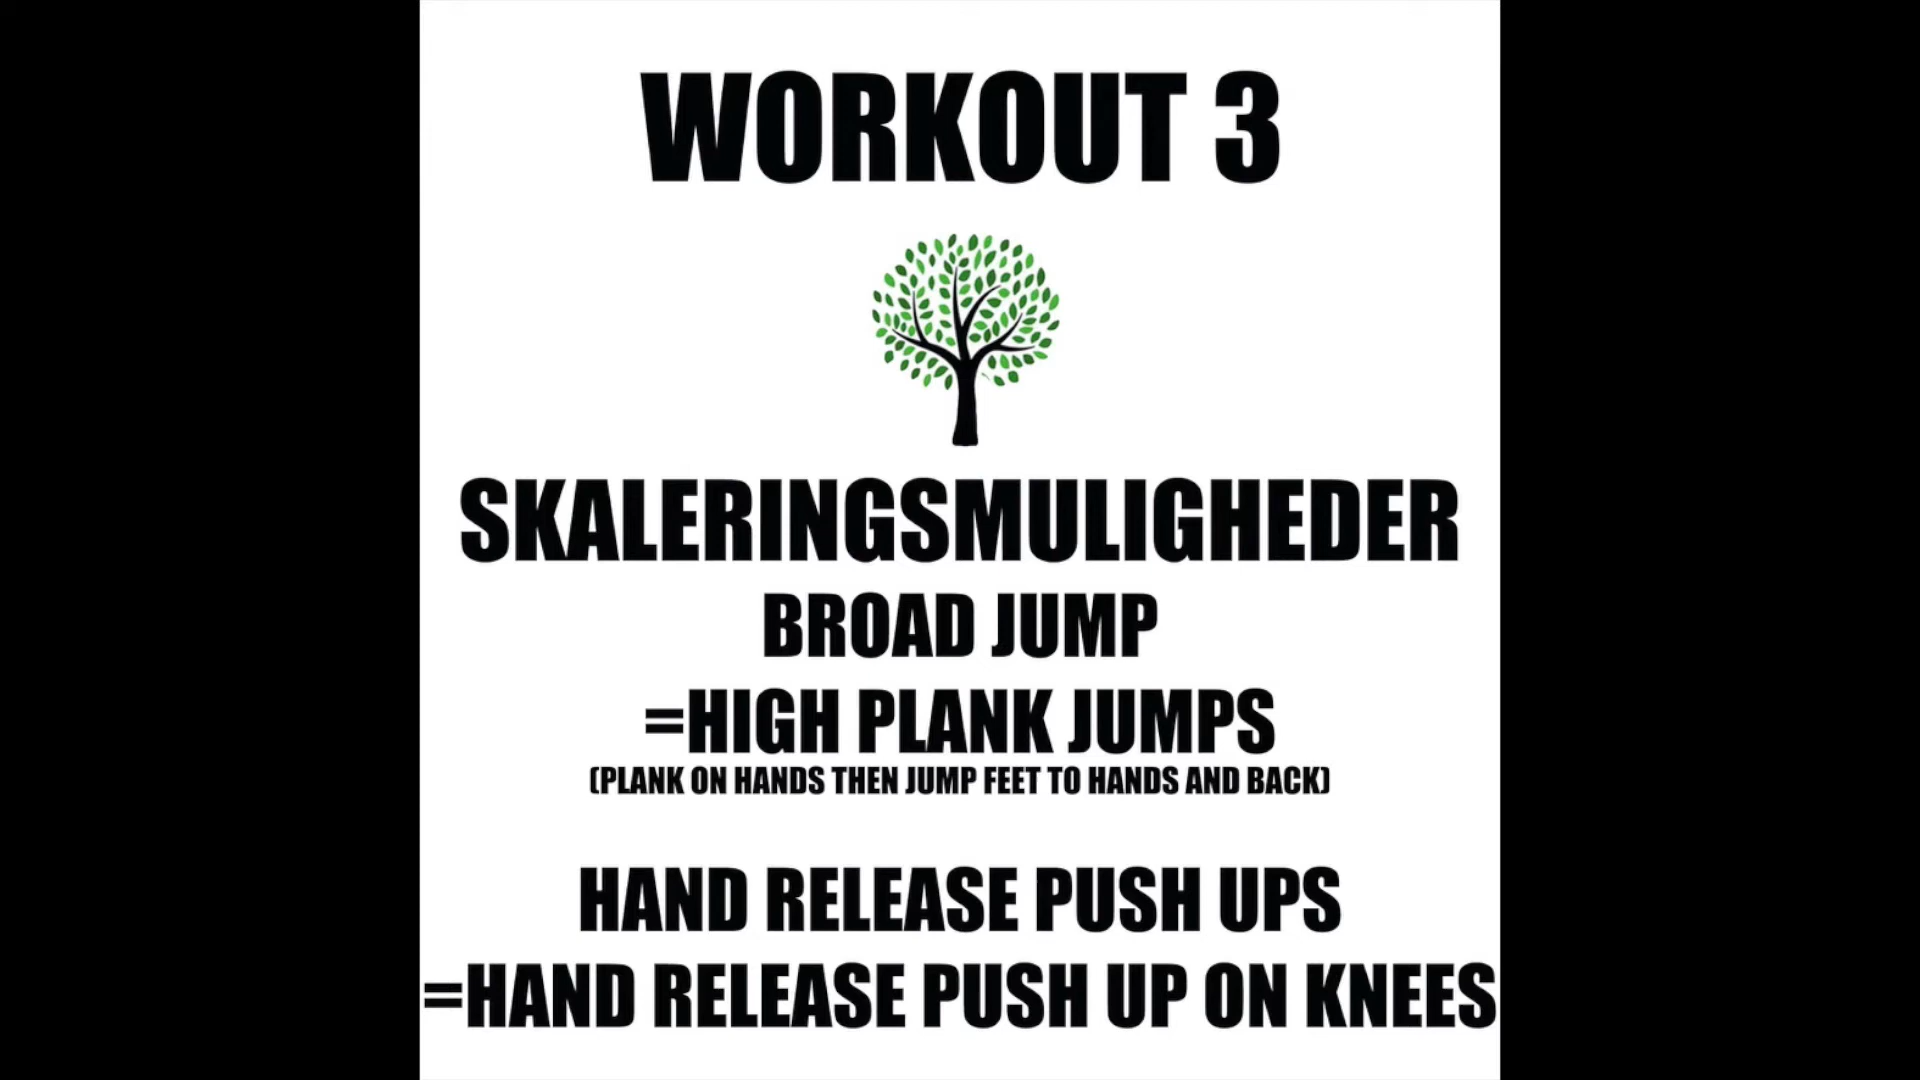 WORKOUT 3
SKALERINGSMULIGHEDER
BROAD JUMP
=HIGH PLANK JUMPS
(PLANK ON HANDS THEN JUMP FEET TO HANDS AND BACK)
HAND RELEASE PUSH UPS
=HAND RELEASE PUSH UP ON KNEES